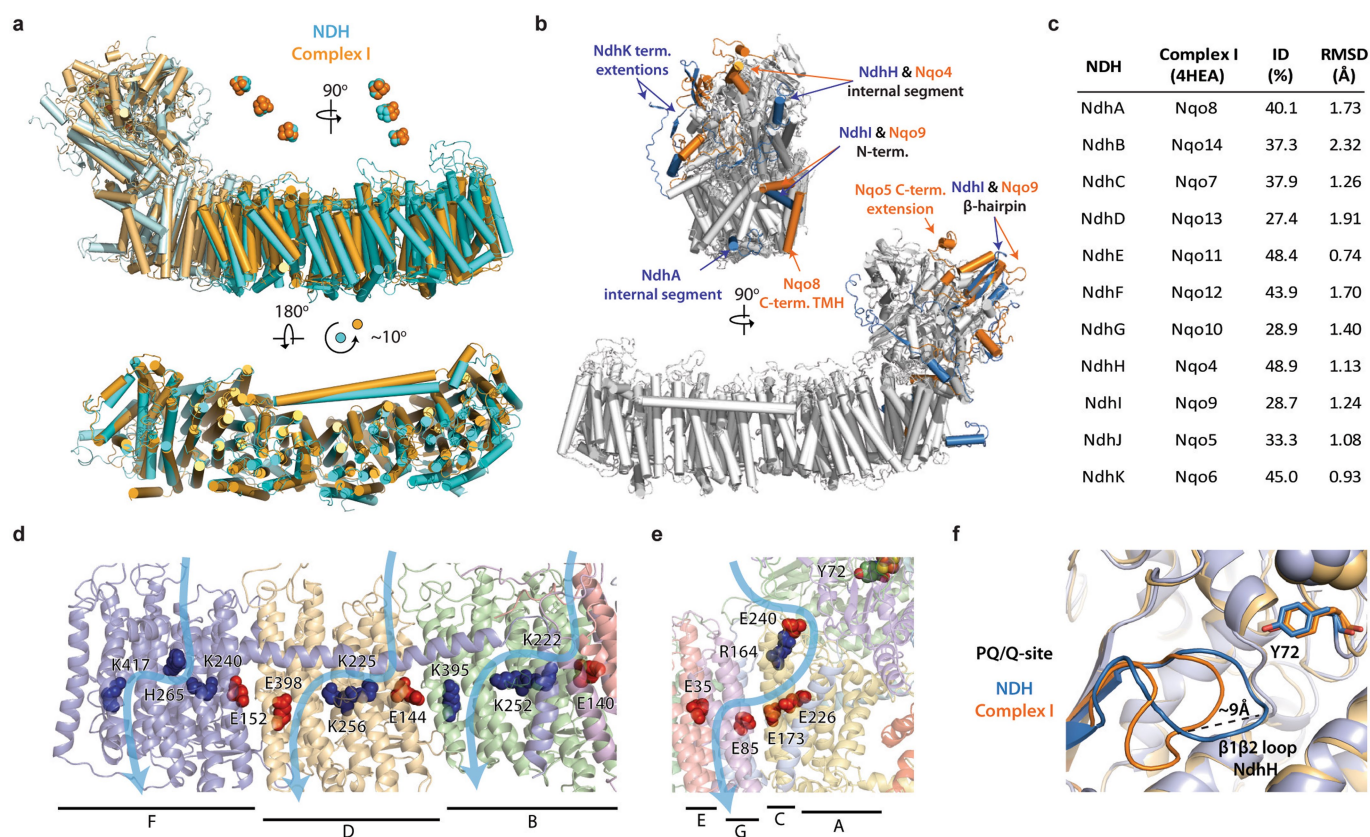 a
NDH
Complex I
90°
180°
~10°
b
NdhK term.
extentions
NdhH & Nqo4
internal segment
NdhI & Nqo9
N-term.
Nqo5 C-term.
extension
NdhI & Nqo9
β-hairpin
NdhA
internal segment
Nqo8
C-term. TMH
90°
c
NDH Complex I (4HEA) ID (%) RMSD (Å)
NdhA Nqo8 40.1 1.73
NdhB Nqo14 37.3 2.32
NdhC Nqo7 37.9 1.26
NdhD Nqo13 27.4 1.91
NdhE Nqo11 48.4 0.74
NdhF Nqo12 43.9 1.70
NdhG Nqo10 28.9 1.40
NdhH Nqo4 48.9 1.13
NdhI Nqo9 28.7 1.24
NdhJ Nqo5 33.3 1.08
NdhK Nqo6 45.0 0.93
d
K417
K240
H265
E152
E398
K225
K256
E144
K395
K222
K252
E140
F
D
B
e
Y72
E240
R164
E35
E85
E173
E226
E
G
C
A
f
PQ/Q-site
NDH
Complex I
Y72
~9Å
β1β2 loop
NdhH